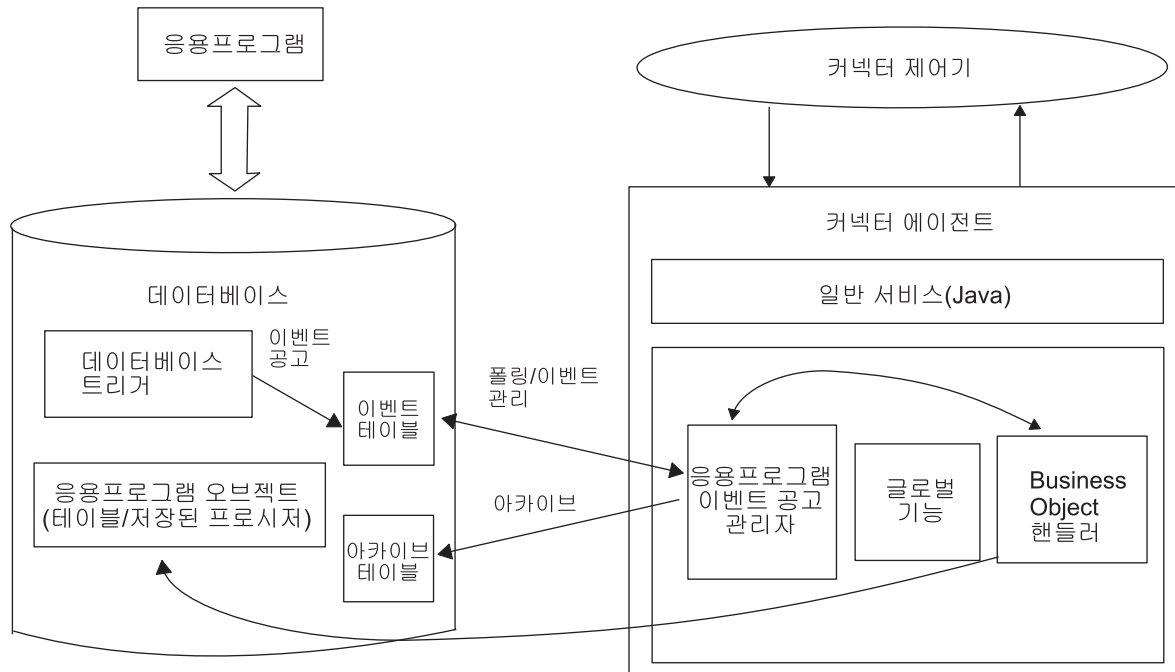 응용프로그램
커넥터 제어기
데이터베이스
데이터베이스
트리거
이벤트
공고
이벤트
테이블
응용프로그램 오브젝트
(테이블/저장된 프로시저)
아카이브
테이블
폴링/이벤트
관리
아카이브
커넥터 에이전트
일반 서비스(Java)
응용프로그램
이벤트 공고
관리자
글로벌
기능
Business
Object
핸들러